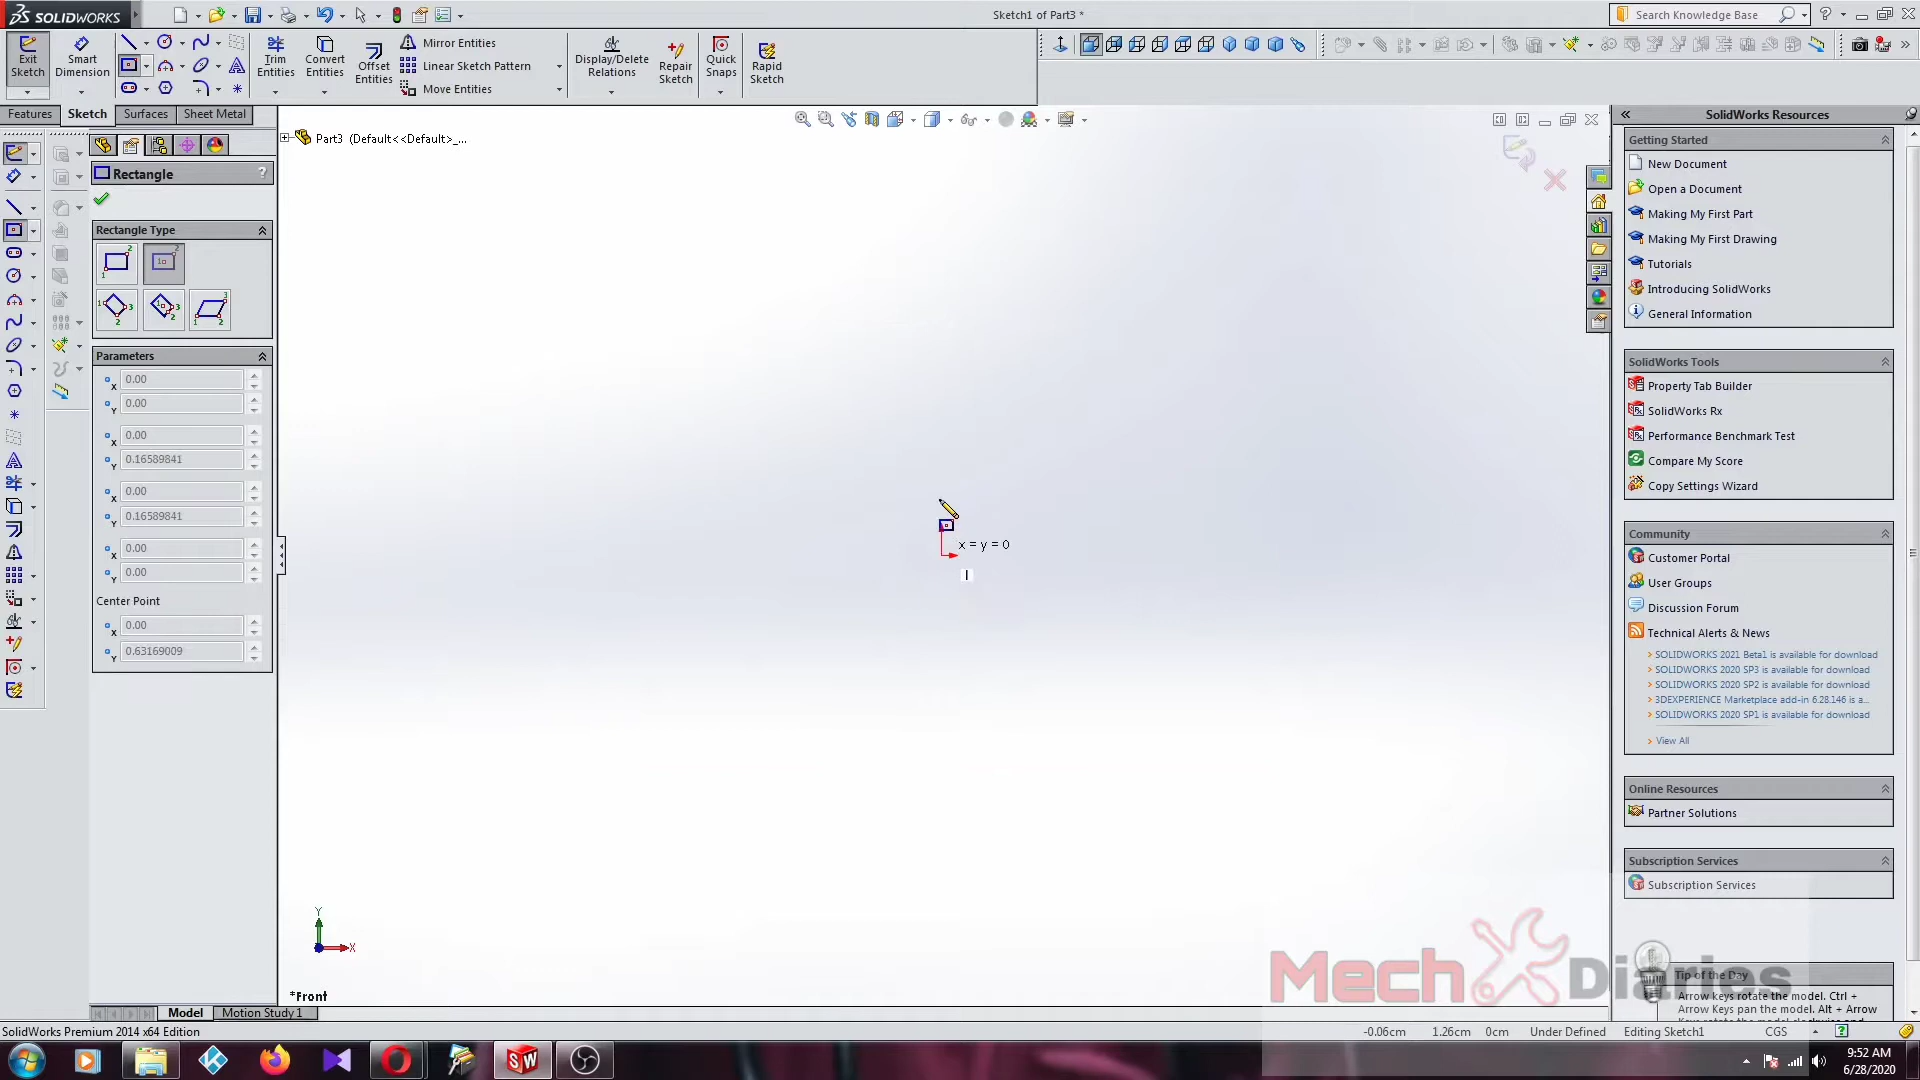 SOLIDWORKS
Sketch1 of Part3 *
Search Knowledge Base
Exit Sketch
Smart Dimension
Trim Entities
Convert Entities
Offset Entities
Mirror Entities
Linear Sketch Pattern
Move Entities
Display/Delete Relations
Repair Sketch
Quick Snaps
Rapid Sketch
Features
Sketch
Surfaces
Sheet Metal
Part3 (Default<<Default>_...
Rectangle
?
Rectangle Type
Parameters
X 0.00
Y 0.00
X 0.00
Y 0.16589841
X 0.00
Y 0.16589841
X 0.00
Y 0.00
Center Point
X 0.00
Y 0.63169009
x = y = 0
Y
X
*Front
SolidWorks Resources
Getting Started
New Document
Open a Document
Making My First Part
Making My First Drawing
Tutorials
Introducing SolidWorks
General Information
SolidWorks Tools
Property Tab Builder
SolidWorks Rx
Performance Benchmark Test
Compare My Score
Copy Settings Wizard
Community
Customer Portal
User Groups
Discussion Forum
Technical Alerts & News
SOLIDWORKS 2021 Beta1 is available for download
SOLIDWORKS 2020 SP3 is available for download
SOLIDWORKS 2020 SP2 is available for download
3DEXPERIENCE Marketplace add-in 6.28.146 is a...
SOLIDWORKS 2020 SP1 is available for download
View All
Online Resources
Partner Solutions
Subscription Services
Subscription Services
Tip of the Day
Arrow keys rotate the model. Ctrl +
Arrow keys pan the model. Alt + Arrow
Mech Diaries
Model
Motion Study 1
SolidWorks Premium 2014 x64 Edition
-0.06cm
1.26cm
0cm
Under Defined
Editing Sketch1
CGS
9:52 AM
6/28/2020